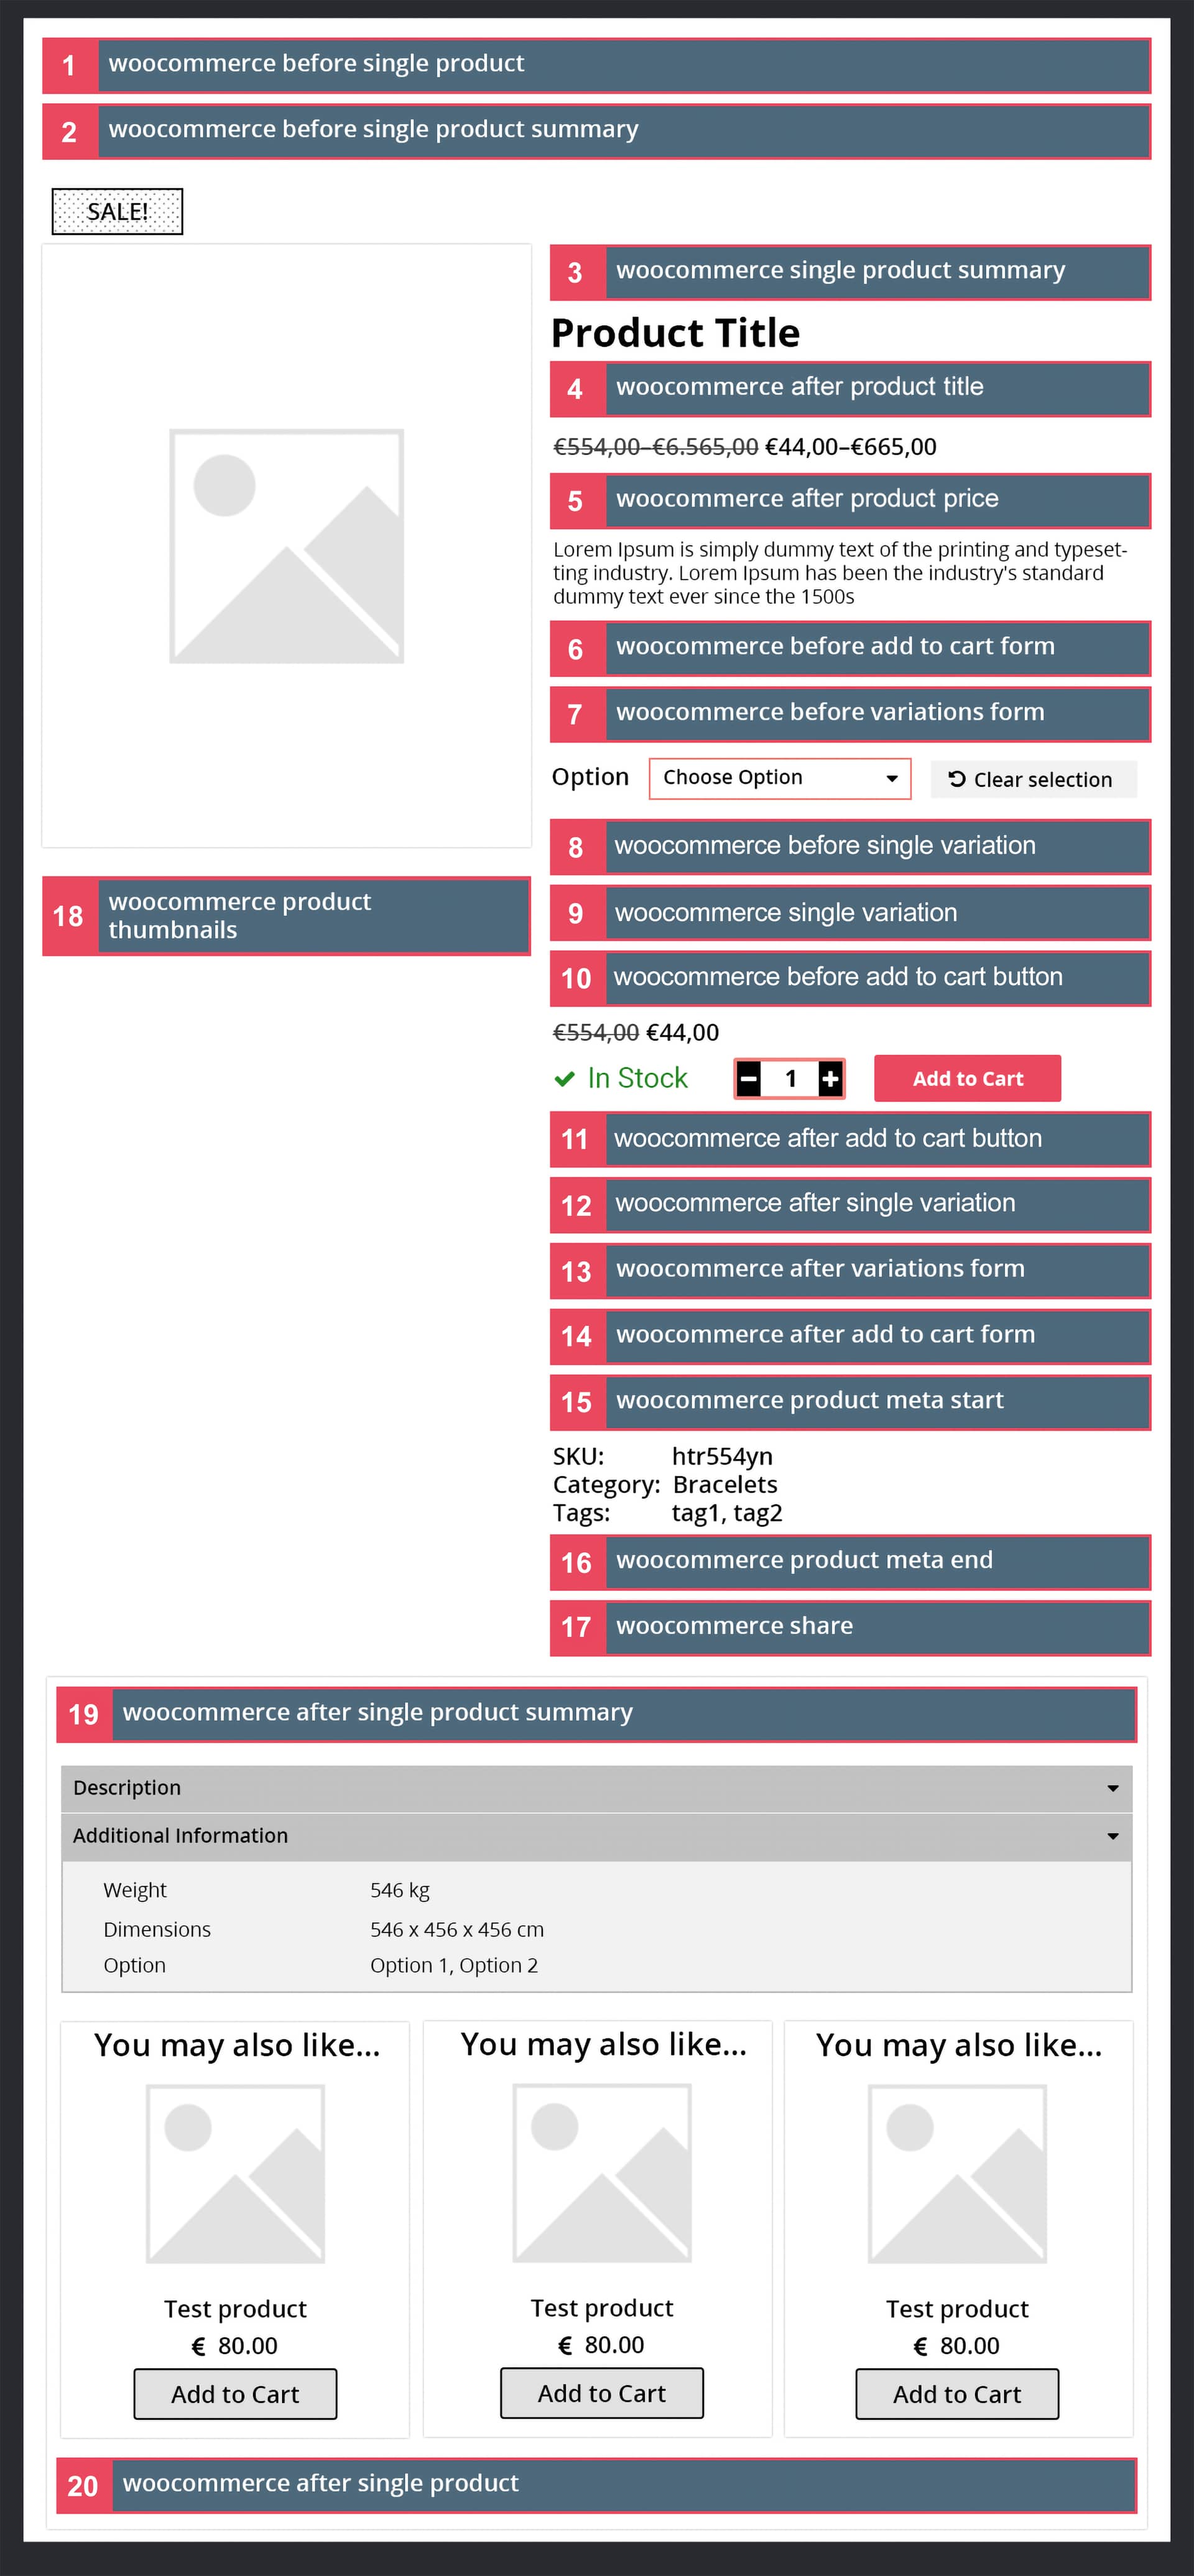 1 woocommerce before single product
2 woocommerce before single product summary
SALE!
3 woocommerce single product summary
Product Title
4 woocommerce after product title
€554,00–€6.565,00 €44,00–€665,00
5 woocommerce after product price
Lorem Ipsum is simply dummy text of the printing and typeset-
ting industry. Lorem Ipsum has been the industry's standard
dummy text ever since the 1500s
6 woocommerce before add to cart form
7 woocommerce before variations form
Option Choose Option Clear selection
8 woocommerce before single variation
9 woocommerce single variation
10 woocommerce before add to cart button
€554,00 €44,00
In Stock 1 Add to Cart
11 woocommerce after add to cart button
12 woocommerce after single variation
13 woocommerce after variations form
14 woocommerce after add to cart form
15 woocommerce product meta start
SKU: htr554yn
Category: Bracelets
Tags: tag1, tag2
16 woocommerce product meta end
17 woocommerce share
18 woocommerce product
thumbnails
19 woocommerce after single product summary
Description
Additional Information
Weight 546 kg
Dimensions 546 x 456 x 456 cm
Option Option 1, Option 2
You may also like...
Test product
€ 80.00
Add to Cart
You may also like...
Test product
€ 80.00
Add to Cart
You may also like...
Test product
€ 80.00
Add to Cart
20 woocommerce after single product